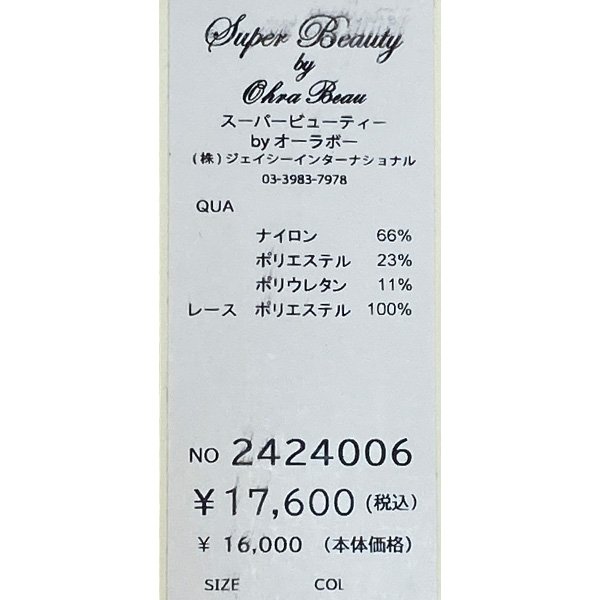 Super Beauty
by
Ohra Beau
スーパービューティー
by オーラボー
(株)ジェイシーインターナショナル
03-3983-7978
QUA
ナイロン 66%
ポリエステル 23%
ポリウレタン 11%
レース ポリエステル 100%
NO 2424006
¥17,600 (税込)
¥ 16,000 (本体価格)
SIZE COL